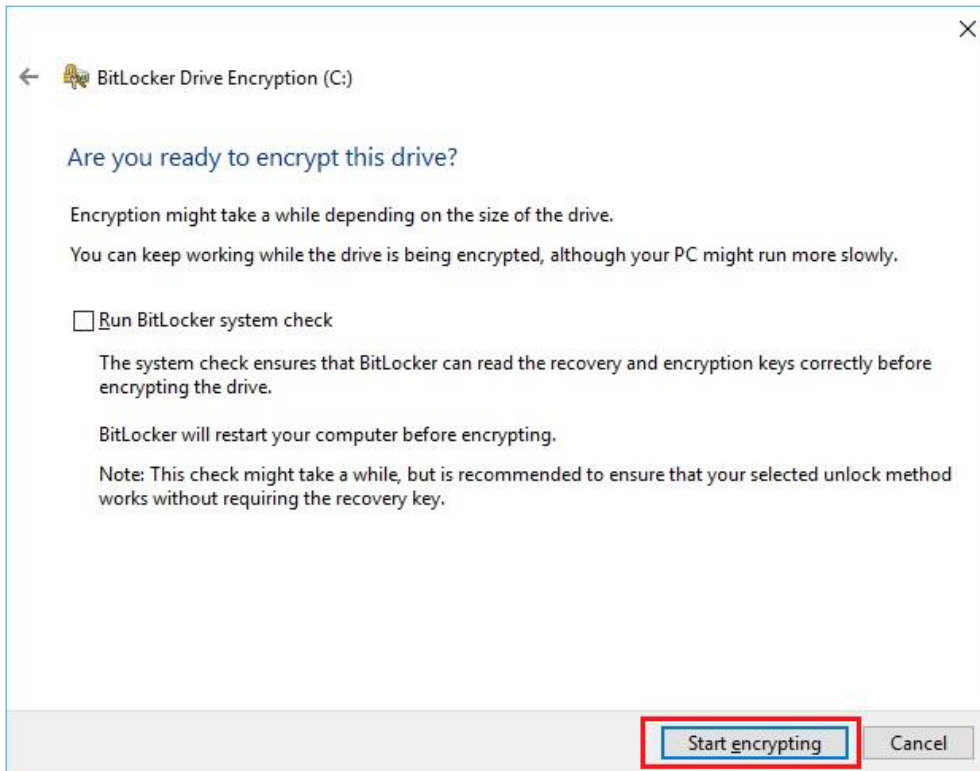 BitLocker Drive Encryption (C:)
Are you ready to encrypt this drive?
Encryption might take a while depending on the size of the drive.
You can keep working while the drive is being encrypted, although your PC might run more slowly.
Run BitLocker system check
The system check ensures that BitLocker can read the recovery and encryption keys correctly before
encrypting the drive.
BitLocker will restart your computer before encrypting.
Note: This check might take a while, but is recommended to ensure that your selected unlock method
works without requiring the recovery key.
Start encrypting Cancel